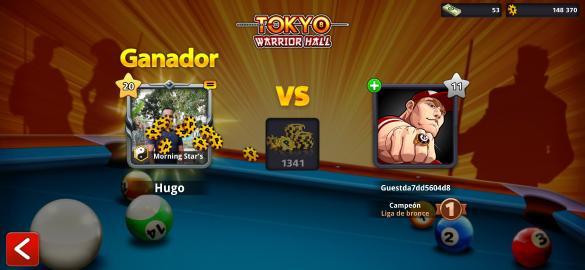 53
148 370
TOKYO
WARRIOR HALL
Ganador
20
VS
11
Morning Star's
1341
Hugo
Guestda7dd5604d8
Campeón
Liga de bronce
1
14
2